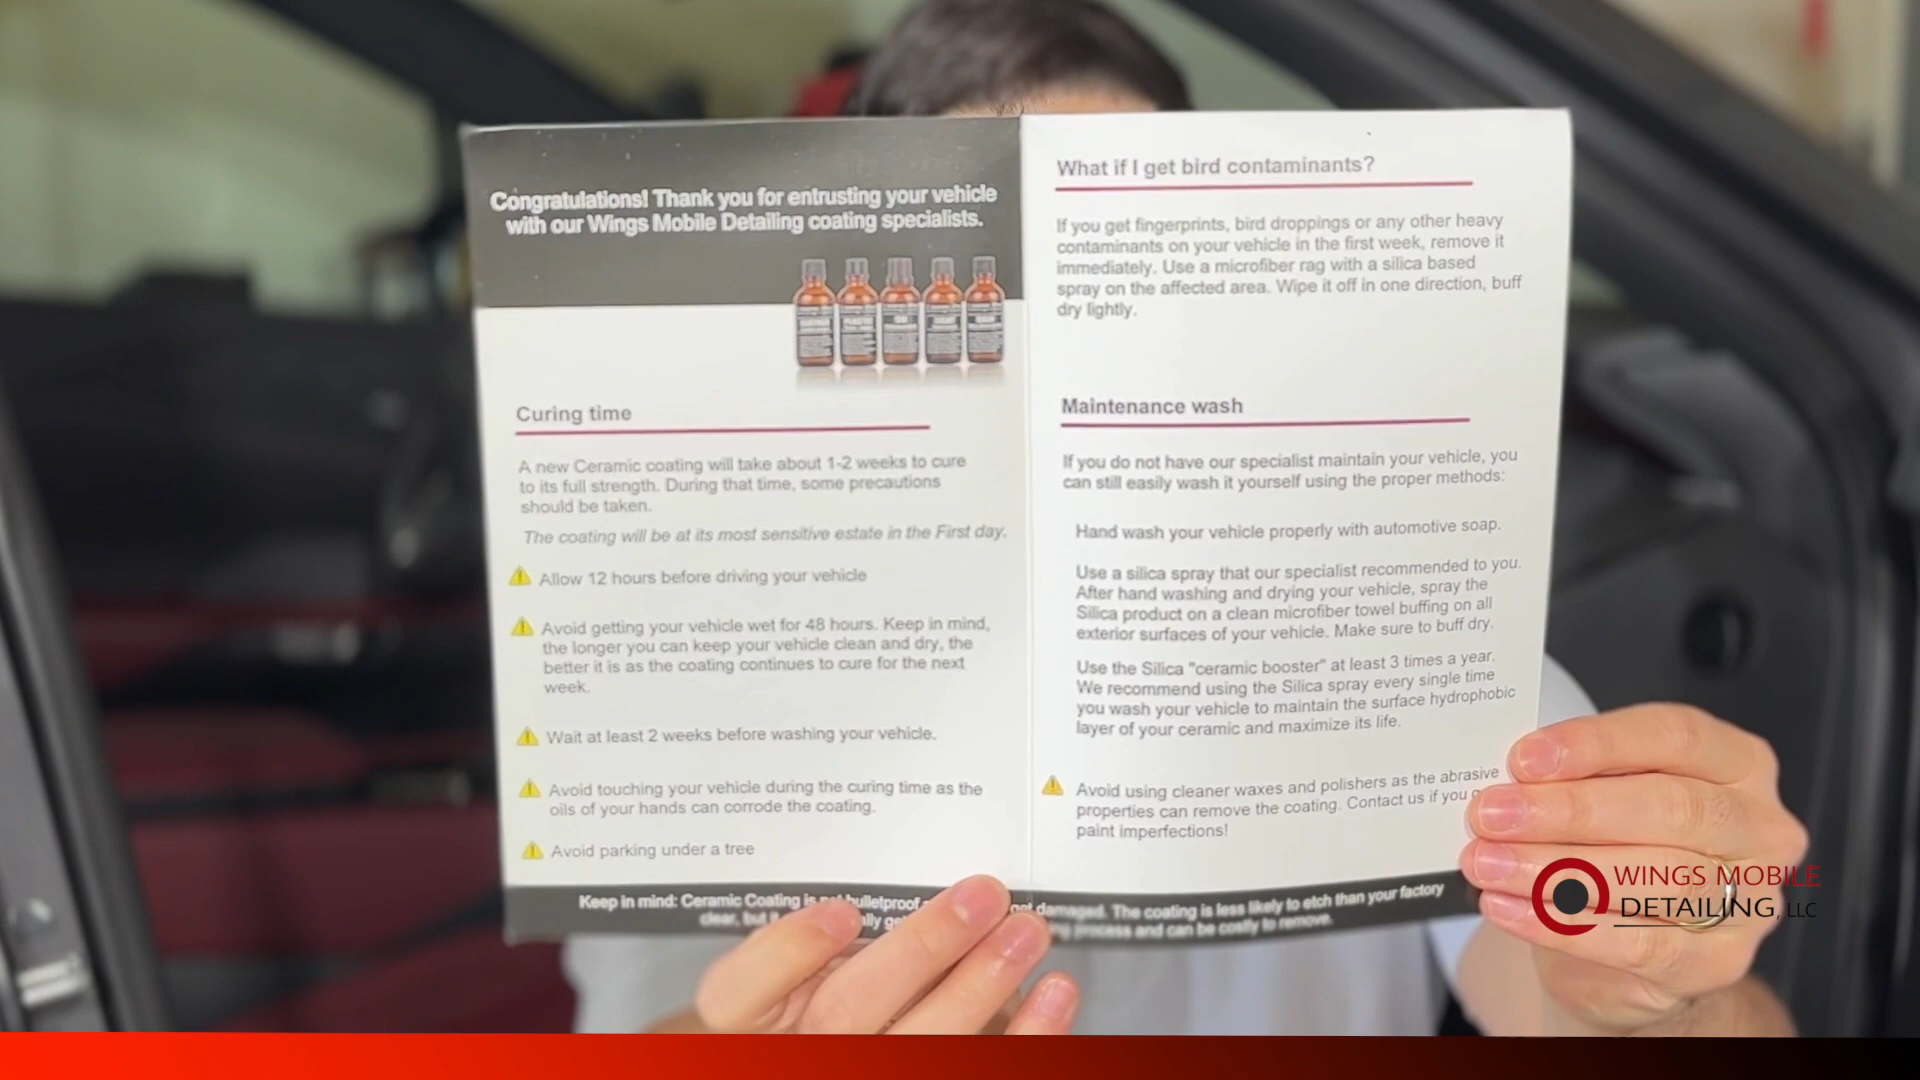 Congratulations! Thank you for entrusting your vehicle
with our Wings Mobile Detailing coating specialists.
Curing time
A new Ceramic coating will take about 1-2 weeks to cure
to its full strength. During that time, some precautions
should be taken.
The coating will be at its most sensitive estate in the First day.
Allow 12 hours before driving your vehicle
Avoid getting your vehicle wet for 48 hours. Keep in mind,
the longer you can keep your vehicle clean and dry, the
better it is as the coating continues to cure for the next
week.
Wait at least 2 weeks before washing your vehicle.
Avoid touching your vehicle during the curing time as the
oils of your hands can corrode the coating.
Avoid parking under a tree
What if I get bird contaminants?
If you get fingerprints, bird droppings or any other heavy
contaminants on your vehicle in the first week, remove it
immediately. Use a microfiber rag with a silica based
spray on the affected area. Wipe it off in one direction, buff
dry lightly.
Maintenance wash
If you do not have our specialist maintain your vehicle, you
can still easily wash it yourself using the proper methods:
Hand wash your vehicle properly with automotive soap.
Use a silica spray that our specialist recommended to you.
After hand washing and drying your vehicle, spray the
Silica product on a clean microfiber towel buffing on all
exterior surfaces of your vehicle. Make sure to buff dry.
Use the Silica "ceramic booster" at least 3 times a year.
We recommend using the Silica spray every single time
you wash your vehicle to maintain the surface hydrophobic
layer of your ceramic and maximize its life.
Avoid using cleaner waxes and polishers as the abrasive
properties can remove the coating. Contact us if you
paint imperfections!
Keep in mind: Ceramic Coating is bulletproof damaged. The coating is less likely to etch than your factory
clear, but process and can be costly to remove.
WINGS MOBILE
DETAILING, LLC